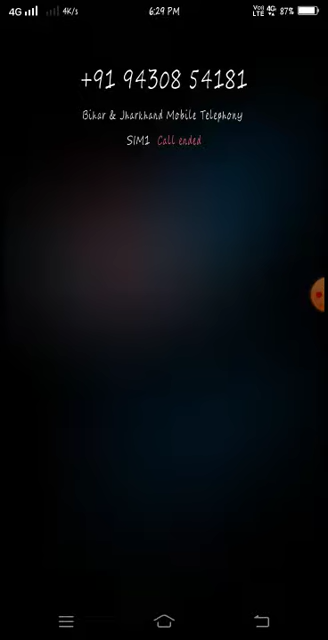 4G 4K/s 6:29 PM Vo)) LTE 4G 87%
+91 94308 54181
Bihar & Jharkhand Mobile Telephony
SIM1 Call ended